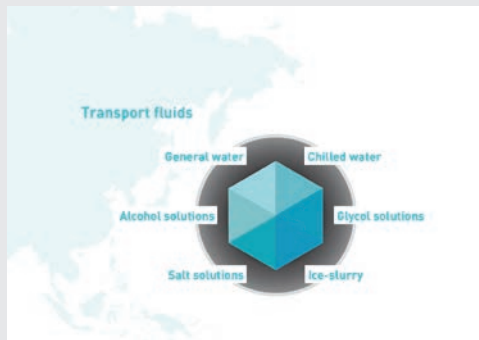 Transport fluids
General water
Chilled water
Alcohol solutions
Glycol solutions
Salt solutions
Ice-slurry